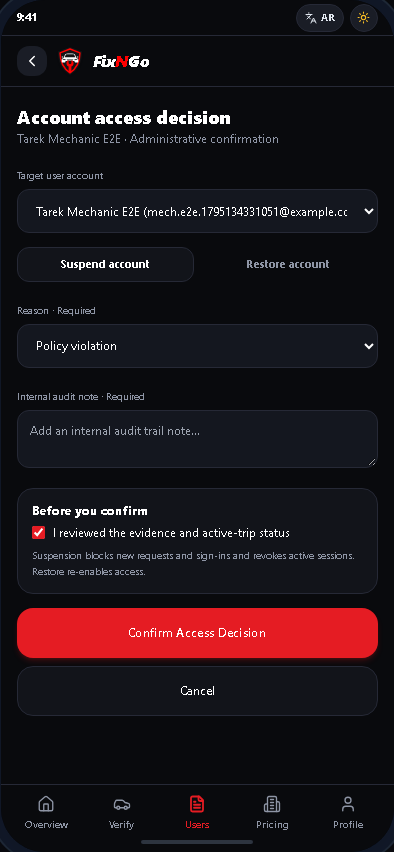 9:41
AR
FixNGo
Account access decision
Tarek Mechanic E2E · Administrative confirmation
Target user account
Tarek Mechanic E2E (mech.e2e.1795134331051@example.cc
Suspend account
Restore account
Reason · Required
Policy violation
Internal audit note · Required
Add an internal audit trail note...
Before you confirm
I reviewed the evidence and active-trip status
Suspension blocks new requests and sign-ins and revokes active sessions.
Restore re-enables access.
Confirm Access Decision
Cancel
Overview
Verify
Users
Pricing
Profile